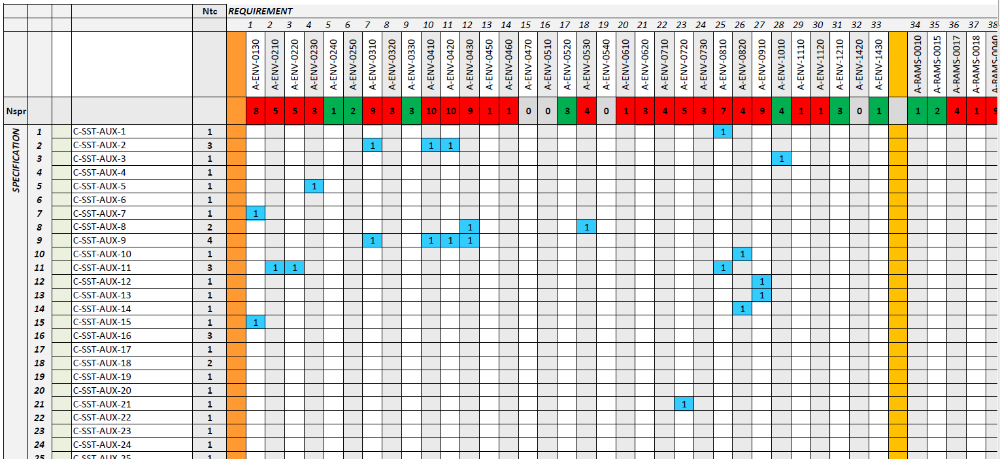 Ntc REQUIREMENT
1 2 3 4 5 6 7 8 9 10 11 12 13 14 15 16 17 18 19 20 21 22 23 24 25 26 27 28 29 30 31 32 33 34 35 36 37 38
A-ENV-0130 A-ENV-0210 A-ENV-0220 A-ENV-0230 A-ENV-0240 A-ENV-0250 A-ENV-0310 A-ENV-0320 A-ENV-0330 A-ENV-0410 A-ENV-0420 A-ENV-0430 A-ENV-0450 A-ENV-0460 A-ENV-0470 A-ENV-0510 A-ENV-0520 A-ENV-0530 A-ENV-0540 A-ENV-0610 A-ENV-0620 A-ENV-0710 A-ENV-0720 A-ENV-0730 A-ENV-0810 A-ENV-0820 A-ENV-0910 A-ENV-1010 A-ENV-1110 A-ENV-1120 A-ENV-1210 A-ENV-1420 A-ENV-1430 A-RAMS-0010 A-RAMS-0015 A-RAMS-0017 A-RAMS-0018 A-RAMS-0040
Nspr 8 5 5 3 1 2 9 3 3 10 10 9 1 1 0 0 3 4 0 1 3 4 5 3 7 4 9 4 1 1 3 0 1 1 2 4 1 9
SPECIFICATION
1 C-SST-AUX-1 1 1
2 C-SST-AUX-2 3 1 1 1
3 C-SST-AUX-3 1 1
4 C-SST-AUX-4 1
5 C-SST-AUX-5 1 1
6 C-SST-AUX-6 1
7 C-SST-AUX-7 1 1
8 C-SST-AUX-8 2 1 1
9 C-SST-AUX-9 4 1 1 1 1
10 C-SST-AUX-10 1 1
11 C-SST-AUX-11 3 1 1 1
12 C-SST-AUX-12 1 1
13 C-SST-AUX-13 1 1
14 C-SST-AUX-14 1 1
15 C-SST-AUX-15 1 1
16 C-SST-AUX-16 3
17 C-SST-AUX-17 1
18 C-SST-AUX-18 2
19 C-SST-AUX-19 1
20 C-SST-AUX-20 1
21 C-SST-AUX-21 1 1
22 C-SST-AUX-22 1
23 C-SST-AUX-23 1
24 C-SST-AUX-24 1
25 C-SST-AUX-25 1